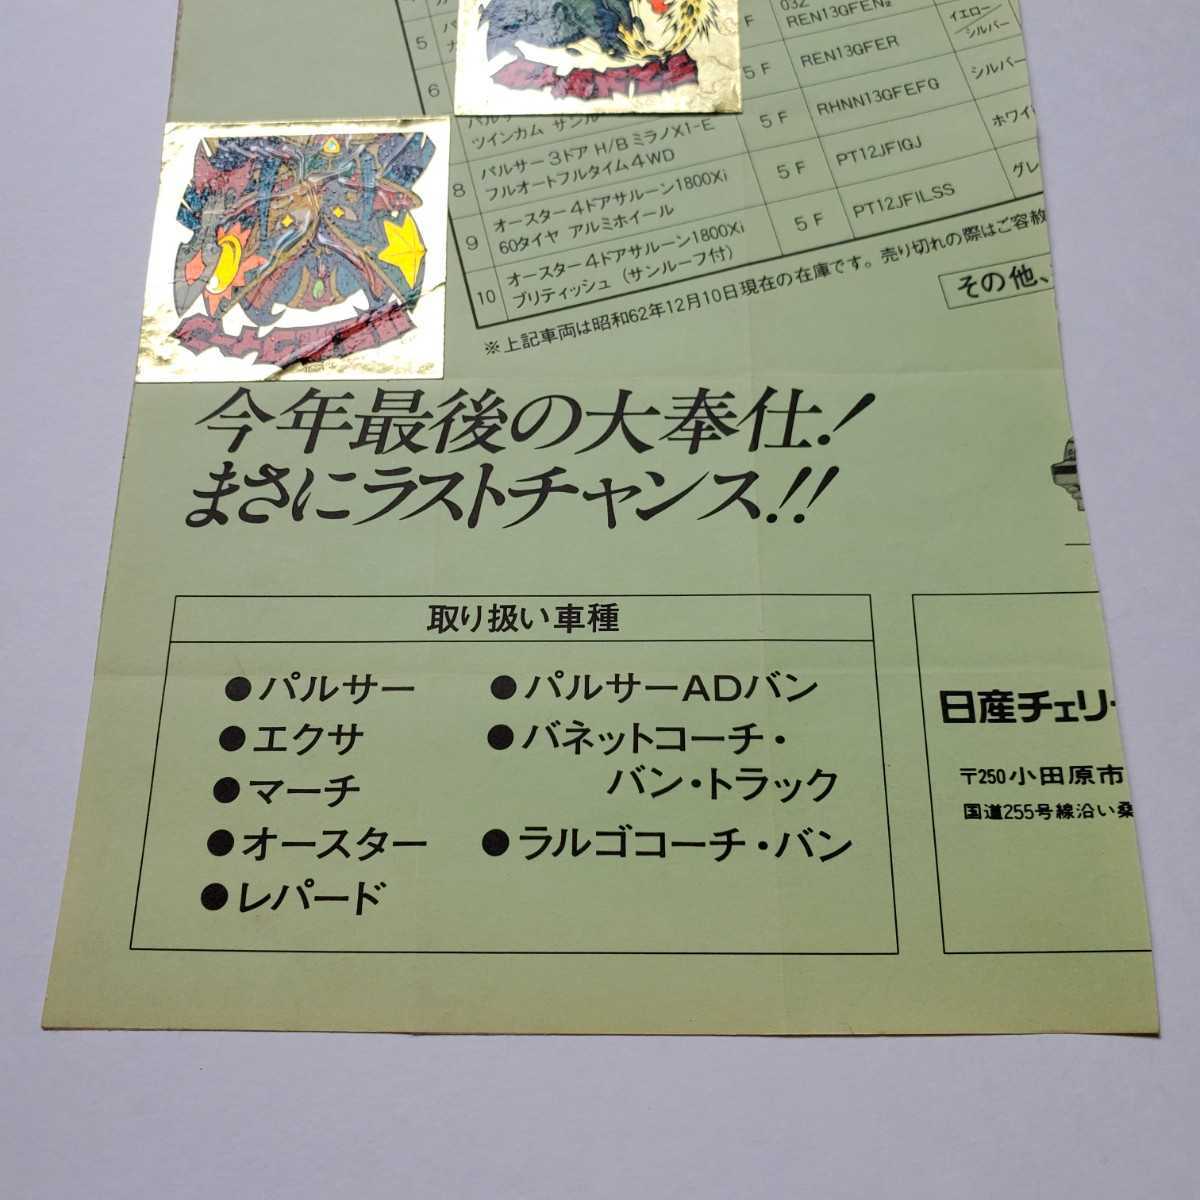 032
5
F
REN13GFEN2
イエロー/
シルバー
6
5 F
REN13GFER
シルバー
ツインカム サン
8
パルサー3ドア H/B ミラノX1-E
フルオートフルタイム4WD
5 F
RHNN13GFEFG
ホワイ
9
オースター4ドアサルーン1800Xi
60タイヤ アルミホイール
5 F
PT12JFIGJ
グレ
10
オースター4ドアサルーン1800Xi
ブリティッシュ(サンルーフ付)
5 F
PT12JFILSS
※上記車両は昭和62年12月10日現在の在庫です。売り切れの際はご容赦
その他、
今年最後の大奉仕!
まさにラストチャンス!!
取り扱い車種
●パルサー
●エクサ
●マーチ
●オースター
●レパード
●パルサーADバン
●バネットコーチ・
バン・トラック
●ラルゴコーチ・バン
日産チェリー
〒250小田原市
国道255号線沿い桑